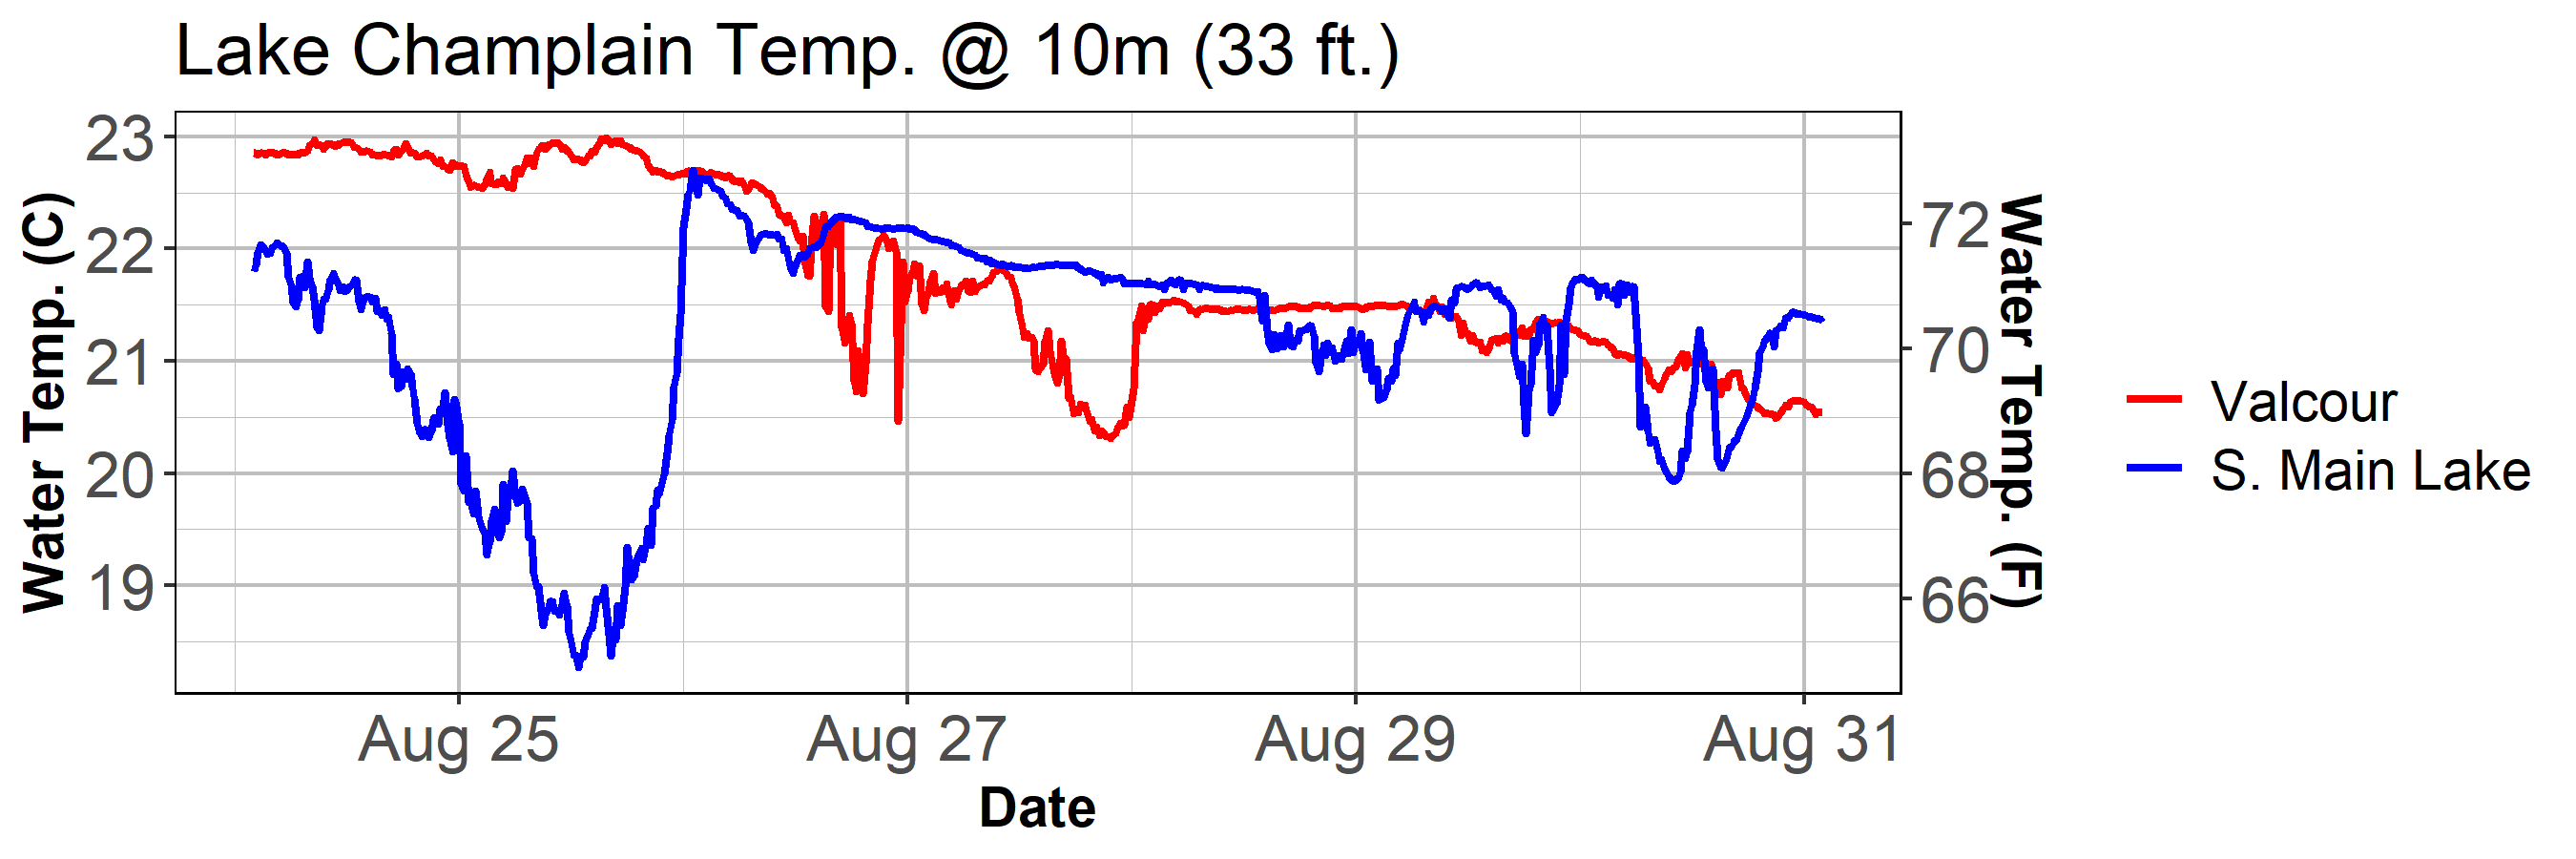 Lake Champlain Temp. @ 10m (33 ft.)
Water Temp. (C)
23
22
21
20
19
72
70
68
66
Water Temp. (F)
Valcour
S. Main Lake
Aug 25 Aug 27 Aug 29 Aug 31
Date